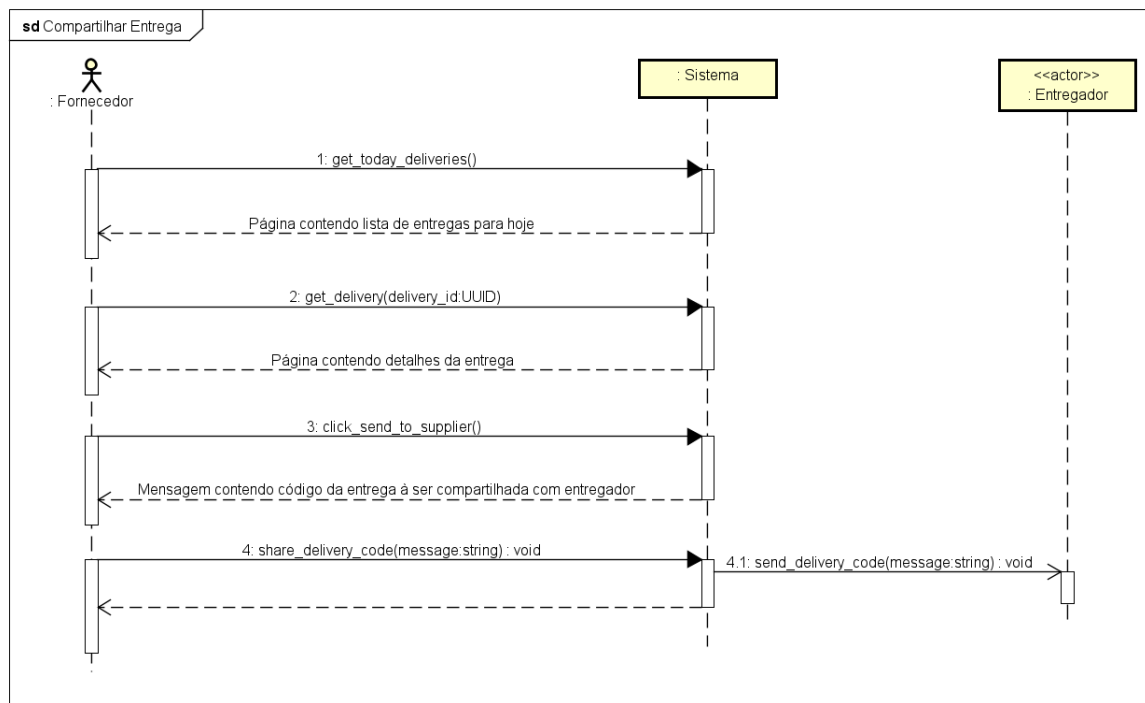 sd Compartilhar Entrega
: Fornecedor
: Sistema
<<actor>>
: Entregador
1: get_today_deliveries()
Página contendo lista de entregas para hoje
2: get_delivery(delivery_id:UUID)
Página contendo detalhes da entrega
3: click_send_to_supplier()
Mensagem contendo código da entrega à ser compartilhada com entregador
4: share_delivery_code(message:string) : void
4.1: send_delivery_code(message:string) : void